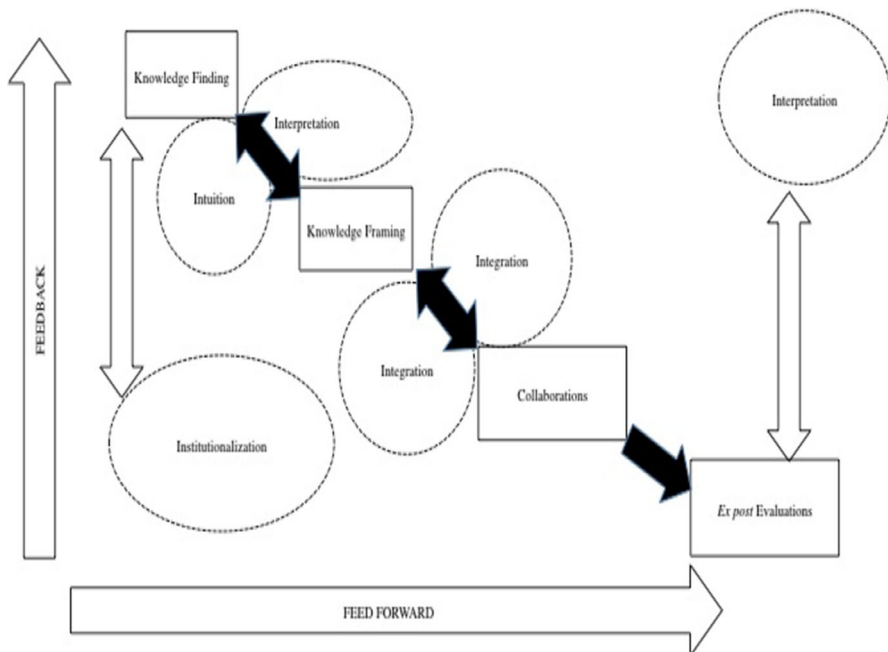 Knowledge Finding
Interpretation
Interpretation
Intuition
Knowledge Framing
Integration
FEEDBACK
Integration
Collaborations
Institutionalization
Ex post Evaluations
FEED FORWARD